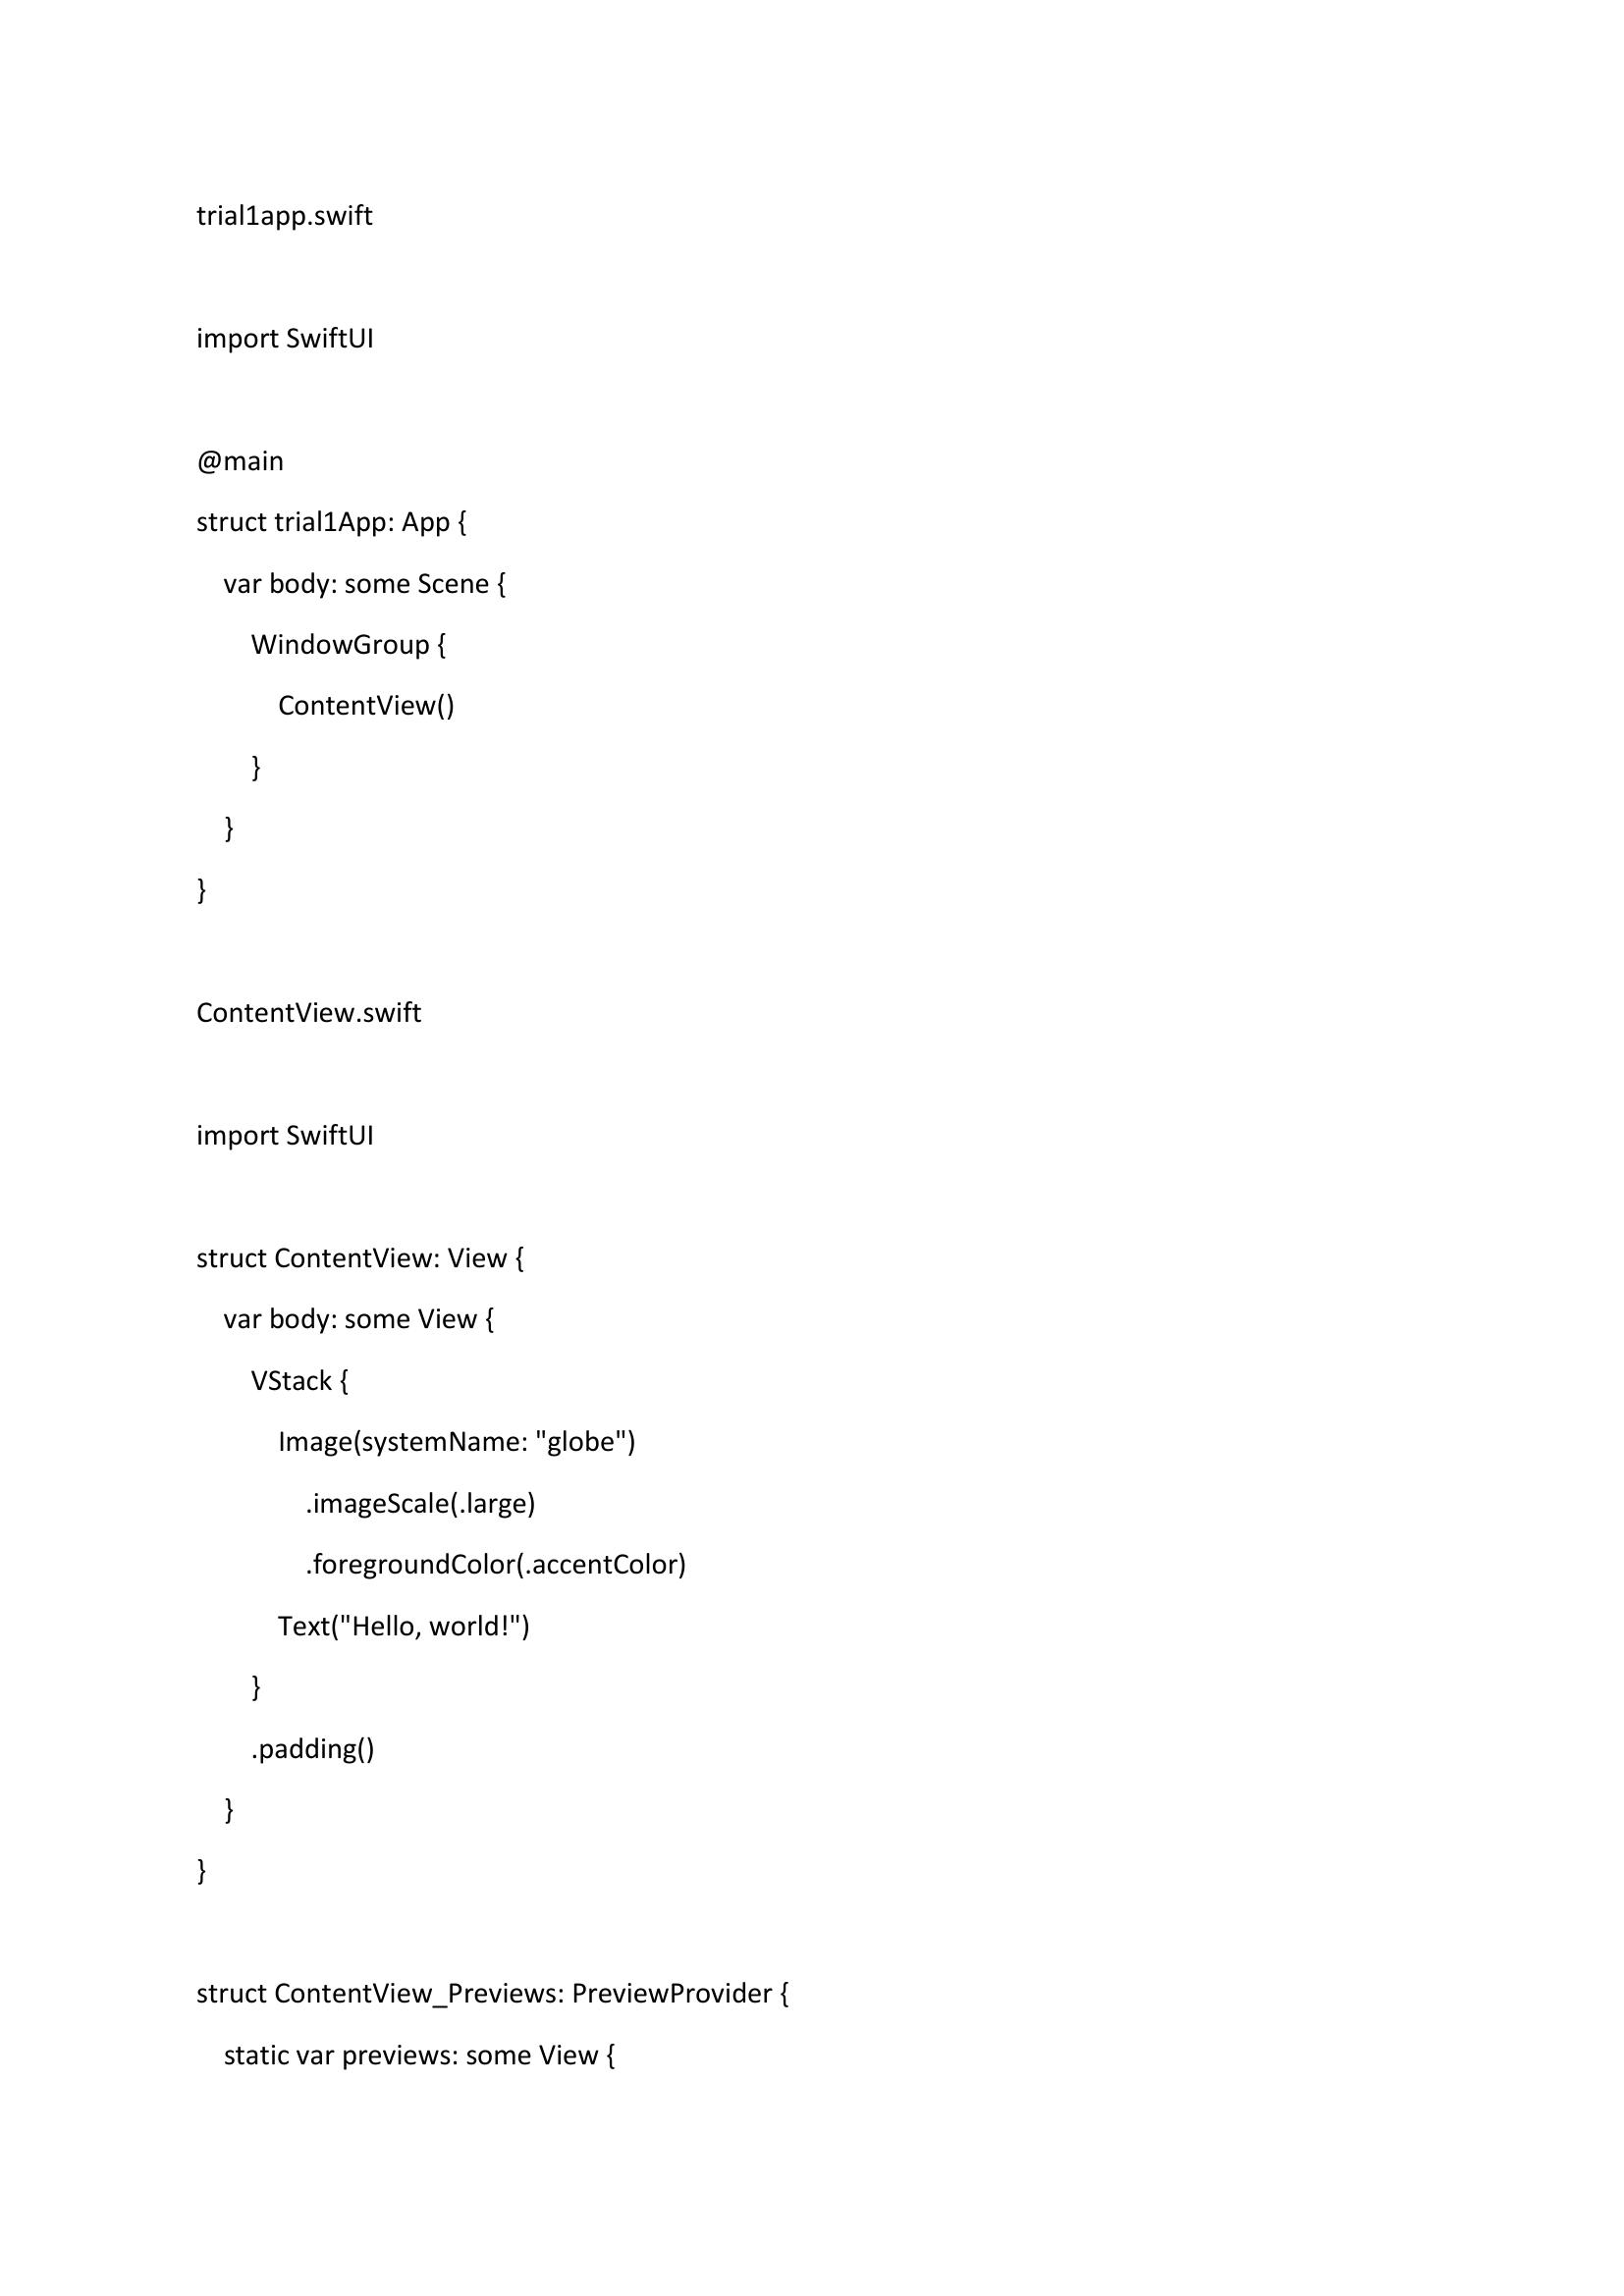 trial1app.swift
import SwiftUI
@main
struct trial1App: App {
    var body: some Scene {
        WindowGroup {
            ContentView()
        }
    }
}
ContentView.swift
import SwiftUI
struct ContentView: View {
    var body: some View {
        VStack {
            Image(systemName: "globe")
                .imageScale(.large)
                .foregroundColor(.accentColor)
            Text("Hello, world!")
        }
        .padding()
    }
}
struct ContentView_Previews: PreviewProvider {
    static var previews: some View {